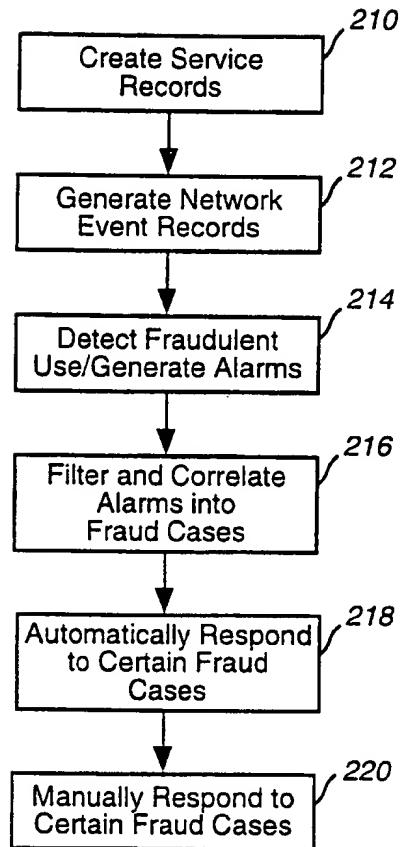 210
Create Service
Records
212
Generate Network
Event Records
214
Detect Fraudulent
Use/Generate Alarms
216
Filter and Correlate
Alarms into
Fraud Cases
218
Automatically Respond
to Certain Fraud
Cases
220
Manually Respond to
Certain Fraud Cases